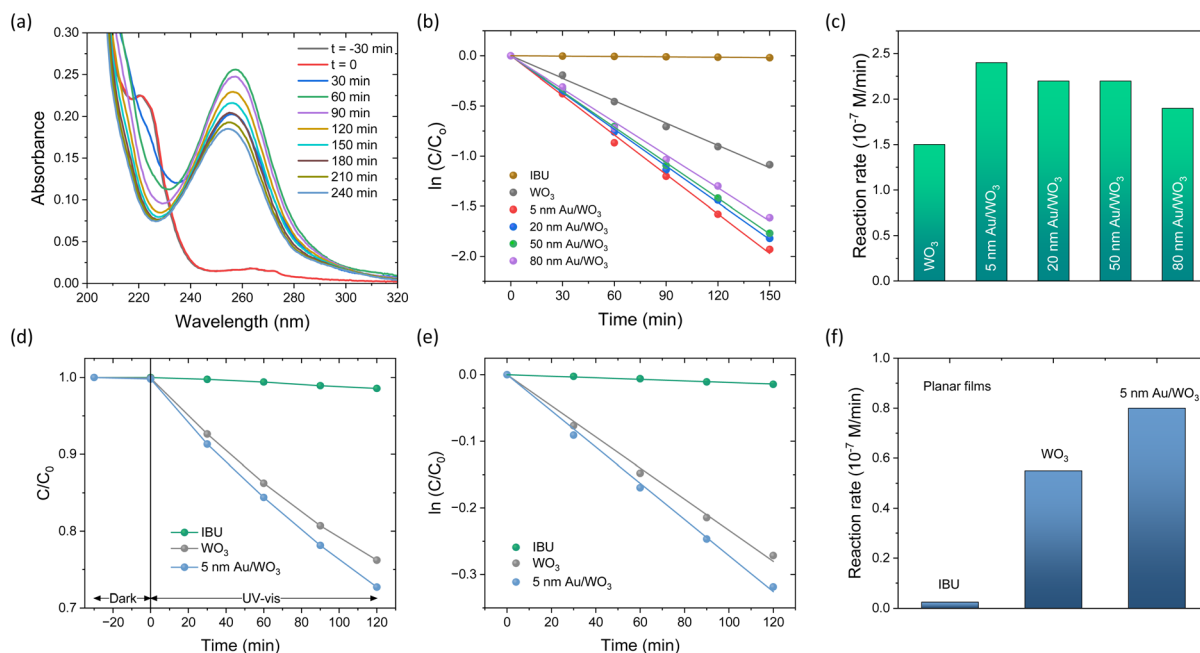 (a)
0.30
0.25
0.20
0.15
0.10
0.05
0.00
Absorbance
200 220 240 260 280 300 320
Wavelength (nm)
t = -30 min
t = 0
30 min
60 min
90 min
120 min
150 min
180 min
210 min
240 min
(b)
0.0
-0.5
-1.0
-1.5
-2.0
ln (C/Co)
0 30 60 90 120 150
Time (min)
IBU
WO3
5 nm Au/WO3
20 nm Au/WO3
50 nm Au/WO3
80 nm Au/WO3
(c)
2.5
2.0
1.5
1.0
0.5
0.0
Reaction rate (10⁻⁷ M/min)
WO3
5 nm Au/WO3
20 nm Au/WO3
50 nm Au/WO3
80 nm Au/WO3
(d)
1.0
0.9
0.8
0.7
C/C0
IBU
WO3
5 nm Au/WO3
Dark
UV-vis
−20 0 20 40 60 80 100 120
Time (min)
(e)
0.0
−0.1
−0.2
−0.3
ln (C/C0)
IBU
WO3
5 nm Au/WO3
0 20 40 60 80 100 120
Time (min)
(f)
1.0
0.8
0.6
0.4
0.2
0.0
Reaction rate (10⁻⁷ M/min)
Planar films
IBU
WO3
5 nm Au/WO3